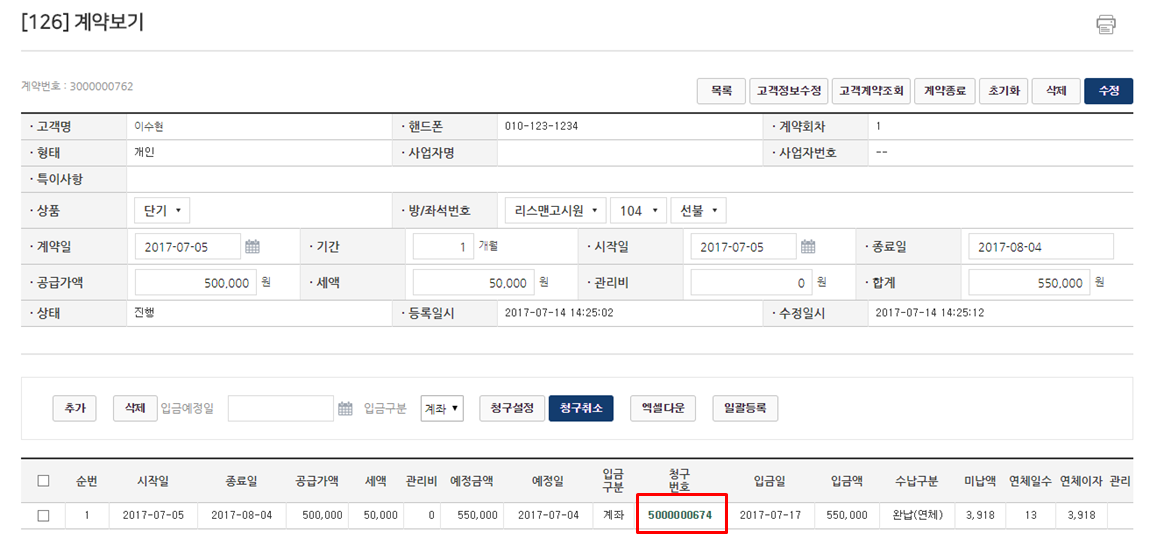 [126] 계약보기
계약번호 : 3000000762
목록 고객정보수정 고객계약조회 계약종료 초기화 삭제 수정
· 고객명 이수현 · 핸드폰 010-123-1234 · 계약회차 1
· 형태 개인 · 사업자명 · 사업자번호 --
· 특이사항
· 상품 단기 ▼ · 방/좌석번호 리스맨고시원 ▼ 104 ▼ 선불 ▼
· 계약일 2017-07-05 · 기간 1 개월 · 시작일 2017-07-05 · 종료일 2017-08-04
· 공급가액 500,000 원 · 세액 50,000 원 · 관리비 0 원 · 합계 550,000 원
· 상태 진행 · 등록일시 2017-07-14 14:25:02 · 수정일시 2017-07-14 14:25:12
추가 삭제 입금예정일 입금구분 계좌 ▼ 청구설정 청구취소 엑셀다운 일괄등록
순번 시작일 종료일 공급가액 세액 관리비 예정금액 예정일 입금구분 청구번호 입금일 입금액 수납구분 미납액 연체일수 연체이자 관리
1 2017-07-05 2017-08-04 500,000 50,000 0 550,000 2017-07-04 계좌 5000000674 2017-07-17 550,000 완납(연체) 3,918 13 3,918